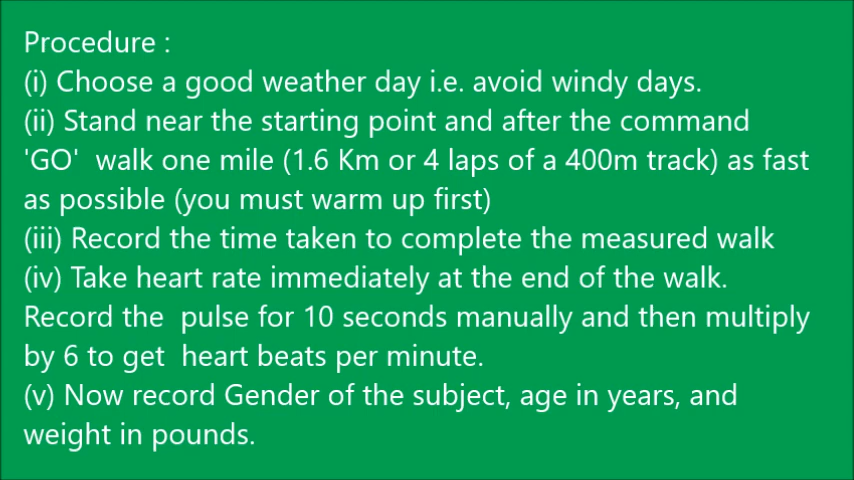 Procedure :
(i) Choose a good weather day i.e. avoid windy days.
(ii) Stand near the starting point and after the command
'GO'  walk one mile (1.6 Km or 4 laps of a 400m track) as fast
as possible (you must warm up first)
(iii) Record the time taken to complete the measured walk
(iv) Take heart rate immediately at the end of the walk.
Record the  pulse for 10 seconds manually and then multiply
by 6 to get  heart beats per minute.
(v) Now record Gender of the subject, age in years, and
weight in pounds.